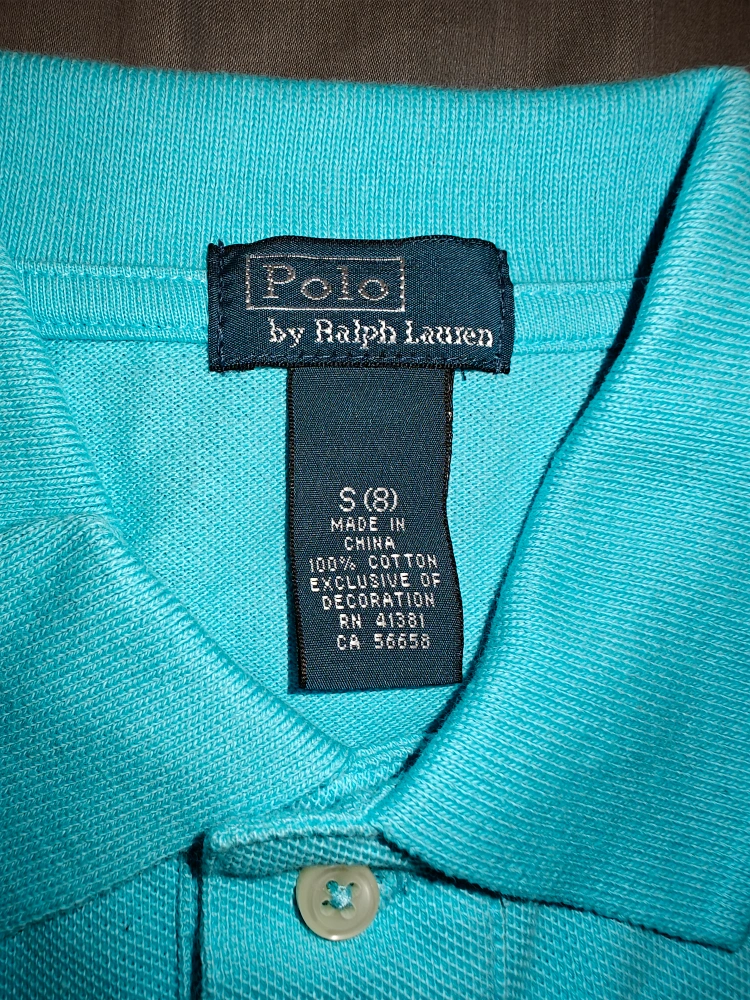 Polo
by Ralph Lauren
S (8)
MADE IN
CHINA
100% COTTON
EXCLUSIVE OF
DECORATION
RN 41381
CA 56658